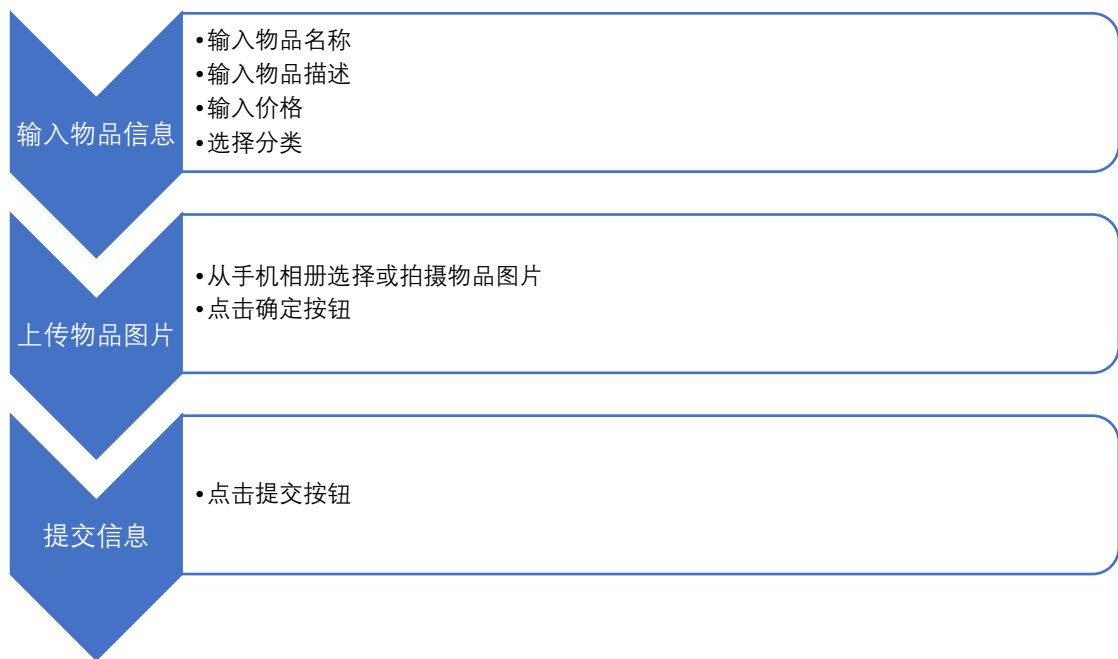 输入物品信息
•输入物品名称
•输入物品描述
•输入价格
•选择分类
上传物品图片
•从手机相册选择或拍摄物品图片
•点击确定按钮
提交信息
•点击提交按钮